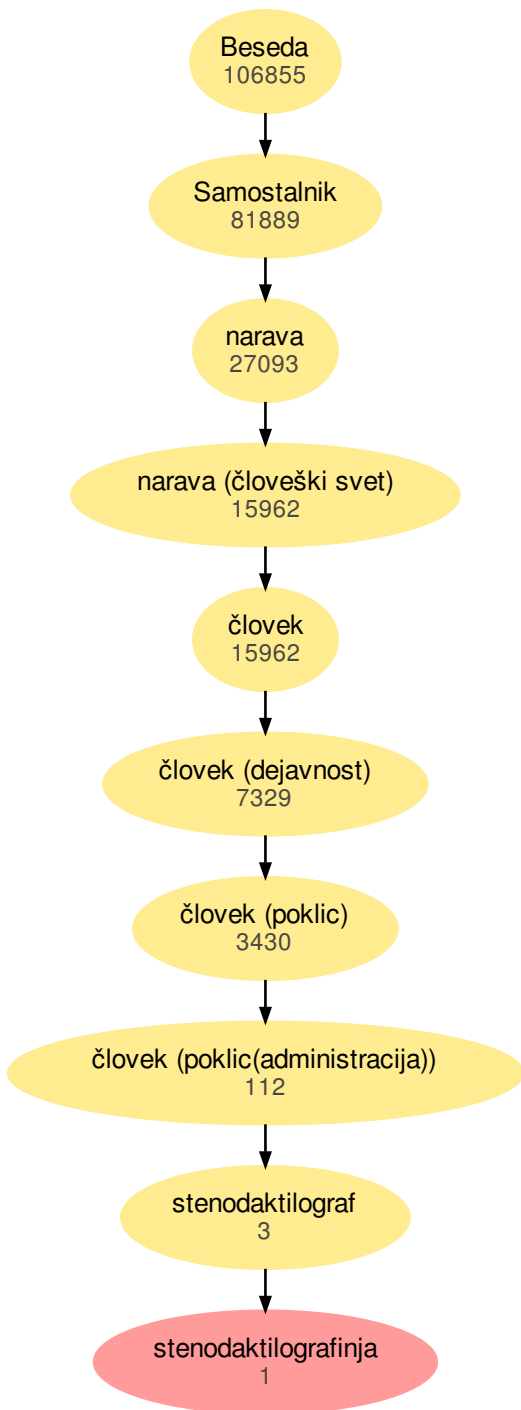 Beseda
106855
Samostalnik
81889
narava
27093
narava (človeški svet)
15962
človek
15962
človek (dejavnost)
7329
človek (poklic)
3430
človek (poklic(administracija))
112
stenodaktilograf
3
stenodaktilografinja
1